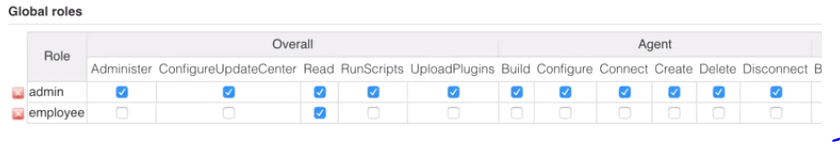 Global roles
Role Overall Agent
Administer ConfigureUpdateCenter Read RunScripts UploadPlugins Build Configure Connect Create Delete Disconnect B
admin
employee